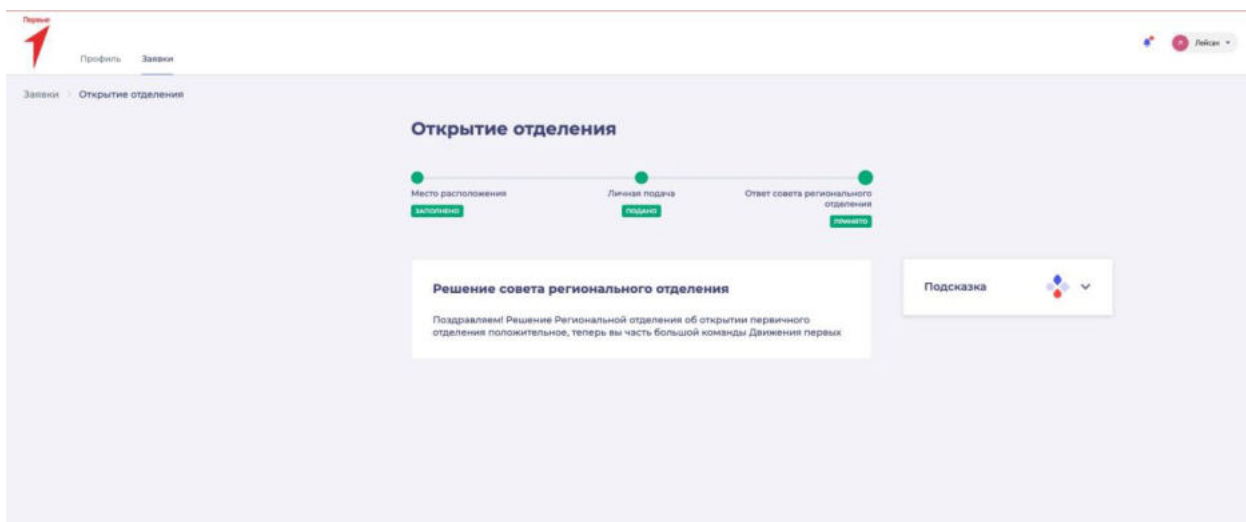 Первые
Профиль Заявки
Лейсан
Заявки > Открытие отделения
Открытие отделения
Место расположения
Личная подача
Ответ совета регионального
отделения
ЗАПОЛНЕНО
ПОДАНО
ПРИНЯТО
Решение совета регионального отделения
Поздравляем! Решение Региональной отделения об открытии первичного
отделения положительное, теперь вы часть большой команды Движения первых
Подсказка